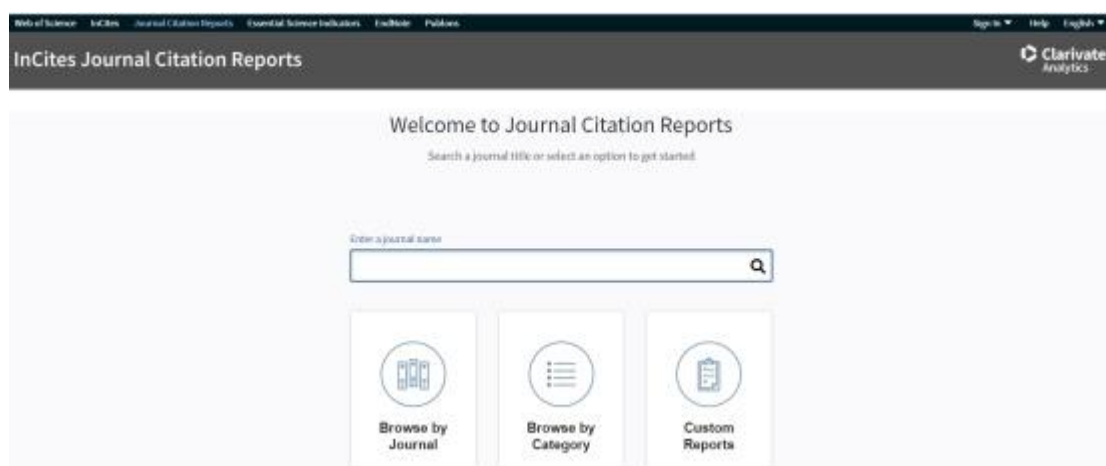 Web of Science InCites Journal Citation Reports Essential Science Indicators EndNote Publons Sign In Help English
InCites Journal Citation Reports
Clarivate
Analytics
Welcome to Journal Citation Reports
Search a journal title or select an option to get started
Enter a journal name
Browse by
Journal
Browse by
Category
Custom
Reports